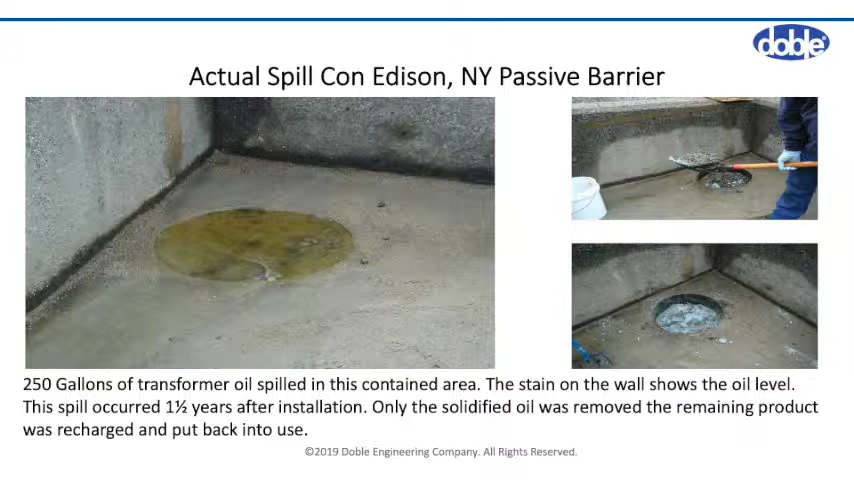 doble®
Actual Spill Con Edison, NY Passive Barrier
250 Gallons of transformer oil spilled in this contained area. The stain on the wall shows the oil level.
This spill occurred 1½ years after installation. Only the solidified oil was removed the remaining product
was recharged and put back into use.
©2019 Doble Engineering Company. All Rights Reserved.